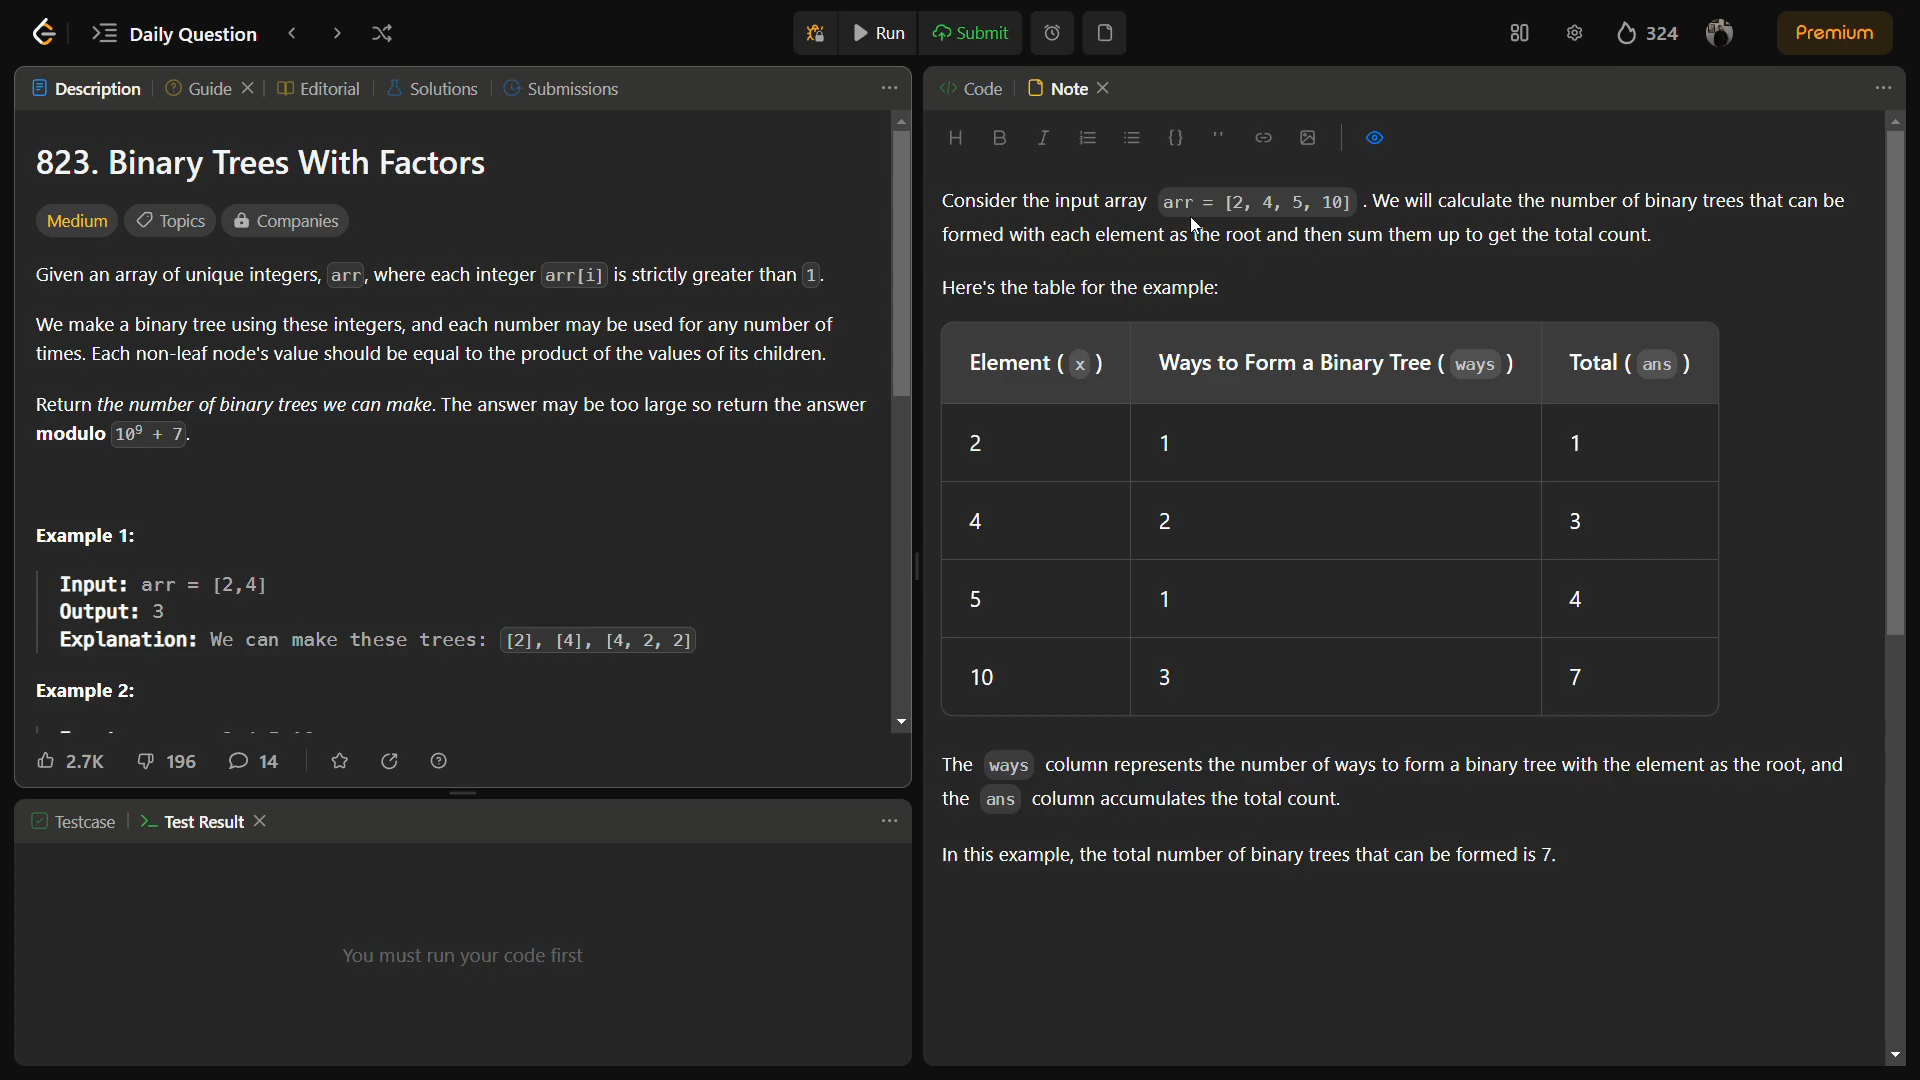 Daily Question
Run
Submit
324
Premium
Description
Guide
Editorial
Solutions
Submissions
823. Binary Trees With Factors
Medium
Topics
Companies
Given an array of unique integers, arr, where each integer arr[i] is strictly greater than 1.
We make a binary tree using these integers, and each number may be used for any number of
times. Each non-leaf node's value should be equal to the product of the values of its children.
Return the number of binary trees we can make. The answer may be too large so return the answer
modulo 10⁹ + 7.
Example 1:
Input: arr = [2,4]
Output: 3
Explanation: We can make these trees: [2], [4], [4, 2, 2]
Example 2:
2.7K
196
14
Testcase
Test Result
You must run your code first
Code
Note
Consider the input array arr = [2, 4, 5, 10] . We will calculate the number of binary trees that can be
formed with each element as the root and then sum them up to get the total count.
Here's the table for the example:
Element ( x ) Ways to Form a Binary Tree ( ways ) Total ( ans )
2 1 1
4 2 3
5 1 4
10 3 7
The ways column represents the number of ways to form a binary tree with the element as the root, and
the ans column accumulates the total count.
In this example, the total number of binary trees that can be formed is 7.